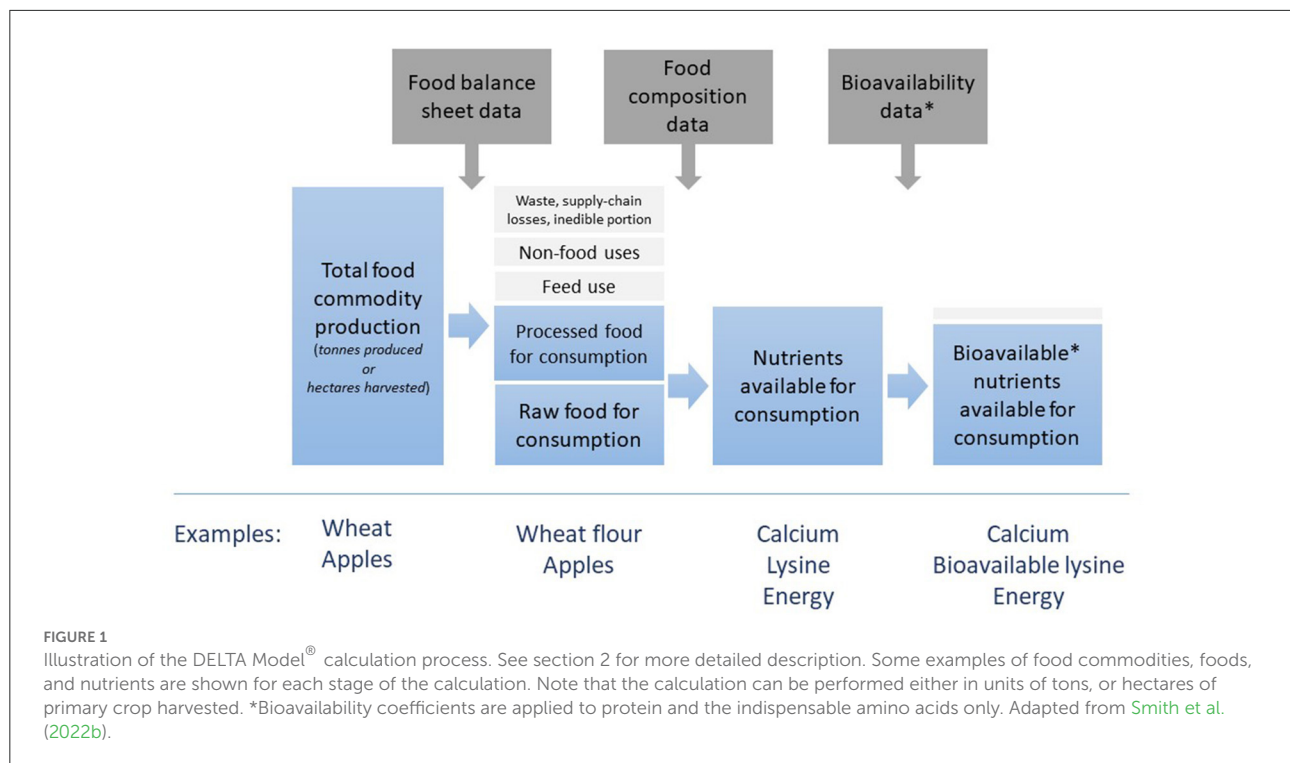 Food balance
sheet data
Food
composition
data
Bioavailability
data*
Total food
commodity
production
(tonnes produced
or
hectares harvested)
Waste, supply-chain
losses, inedible portion
Non-food uses
Feed use
Processed food
for consumption
Raw food for
consumption
Nutrients
available for
consumption
Bioavailable*
nutrients
available for
consumption
Examples:
Wheat
Apples
Wheat flour
Apples
Calcium
Lysine
Energy
Calcium
Bioavailable lysine
Energy
FIGURE 1
Illustration of the DELTA Model® calculation process. See section 2 for more detailed description. Some examples of food commodities, foods,
and nutrients are shown for each stage of the calculation. Note that the calculation can be performed either in units of tons, or hectares of
primary crop harvested. *Bioavailability coefficients are applied to protein and the indispensable amino acids only. Adapted from Smith et al.
(2022b).